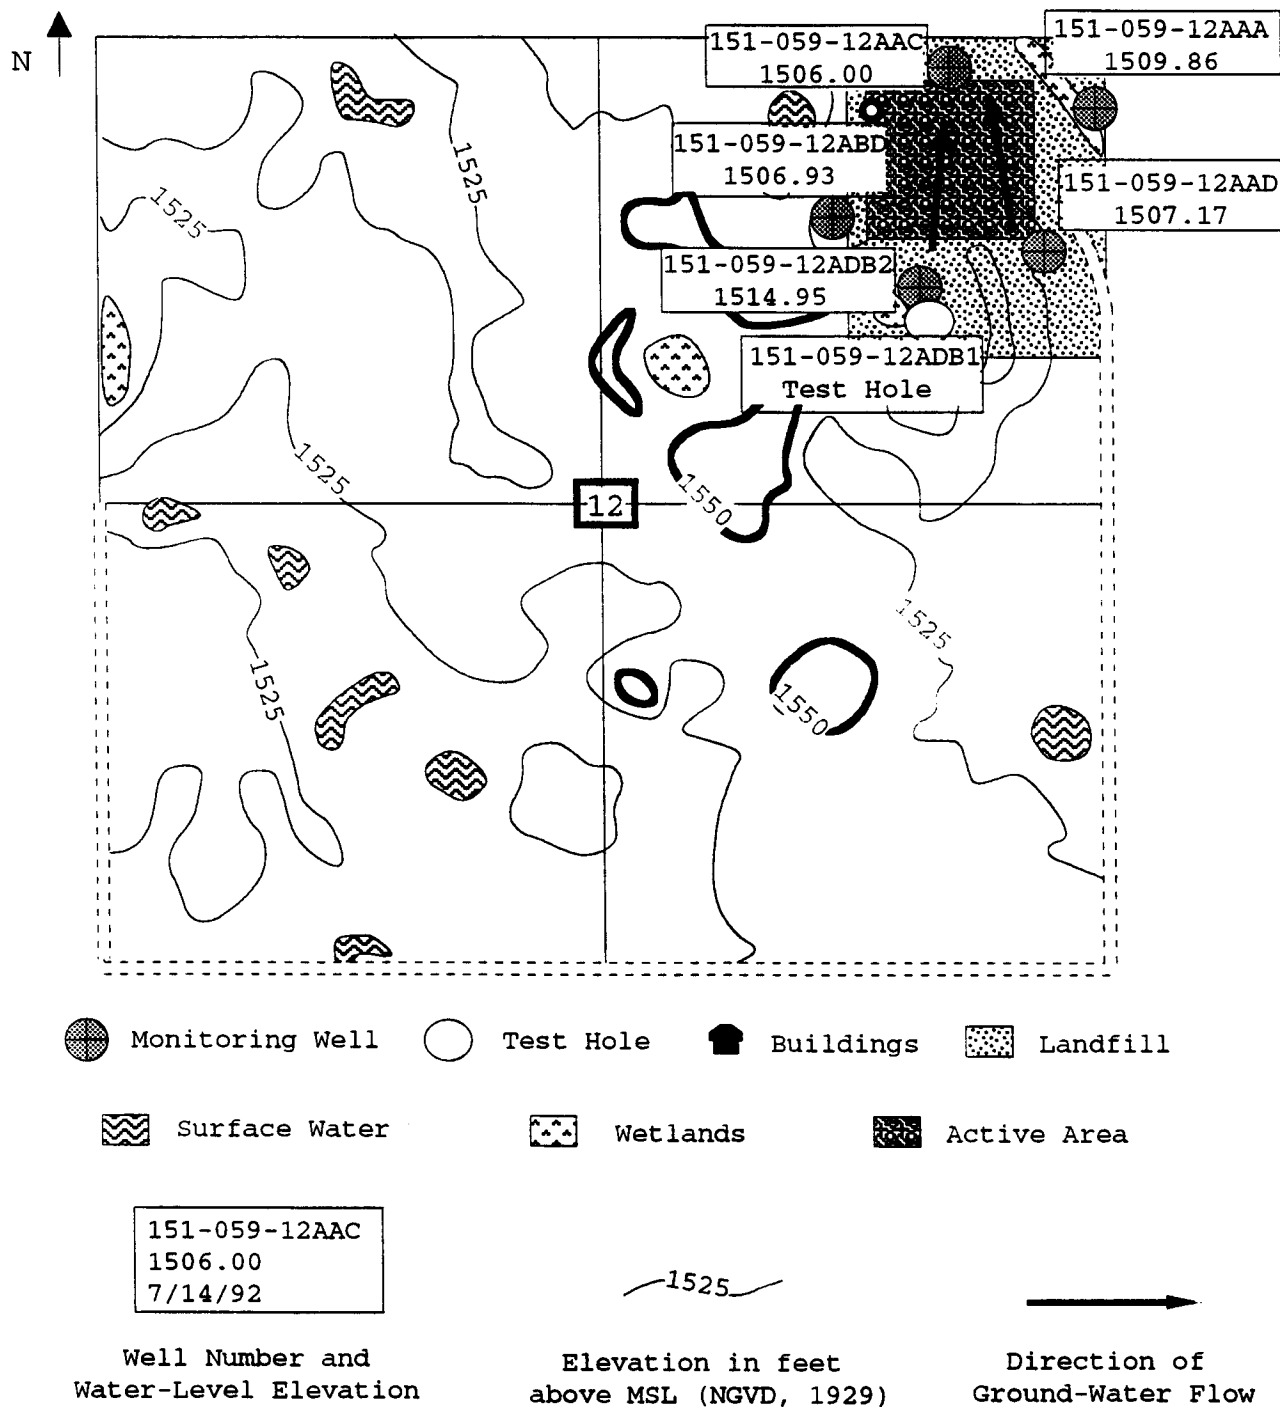 N
151-059-12AAC
1506.00
151-059-12AAA
1509.86
151-059-12ABD
1506.93
151-059-12AAD
1507.17
151-059-12ADB2
1514.95
151-059-12ADB1
Test Hole
1525
1525
1525
1550
12
1525
1525
1550
Monitoring Well
Test Hole
Buildings
Landfill
Surface Water
Wetlands
Active Area
151-059-12AAC
1506.00
7/14/92
1525
Well Number and
Water-Level Elevation
Elevation in feet
above MSL (NGVD, 1929)
Direction of
Ground-Water Flow